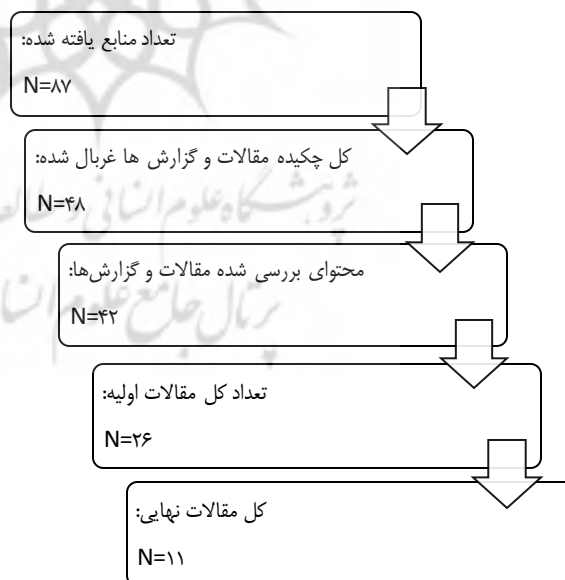 تعداد منابع یافته شده:
N=۸۷
کل چکیده مقالات و گزارش ها غربال شده:
N=۴۸
محتوای بررسی شده مقالات و گزارش‌ها:
N=۴۲
تعداد کل مقالات اولیه:
N=۲۶
کل مقالات نهایی:
N=۱۱